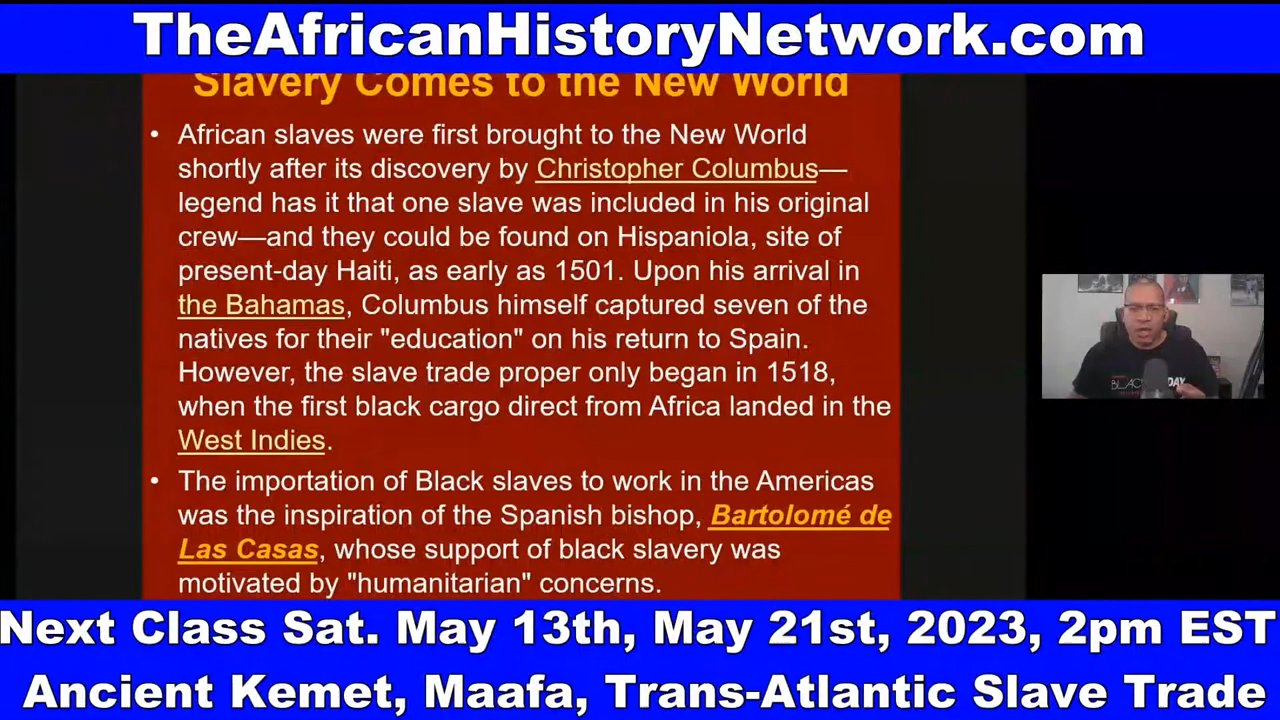 TheAfricanHistoryNetwork.com
Slavery Comes to the New World
• African slaves were first brought to the New World
shortly after its discovery by Christopher Columbus—
legend has it that one slave was included in his original
crew—and they could be found on Hispaniola, site of
present-day Haiti, as early as 1501. Upon his arrival in
the Bahamas, Columbus himself captured seven of the
natives for their "education" on his return to Spain.
However, the slave trade proper only began in 1518,
when the first black cargo direct from Africa landed in the
West Indies.
• The importation of Black slaves to work in the Americas
was the inspiration of the Spanish bishop, Bartolomé de
Las Casas, whose support of black slavery was
motivated by "humanitarian" concerns.
Next Class Sat. May 13th, May 21st, 2023, 2pm EST
Ancient Kemet, Maafa, Trans-Atlantic Slave Trade